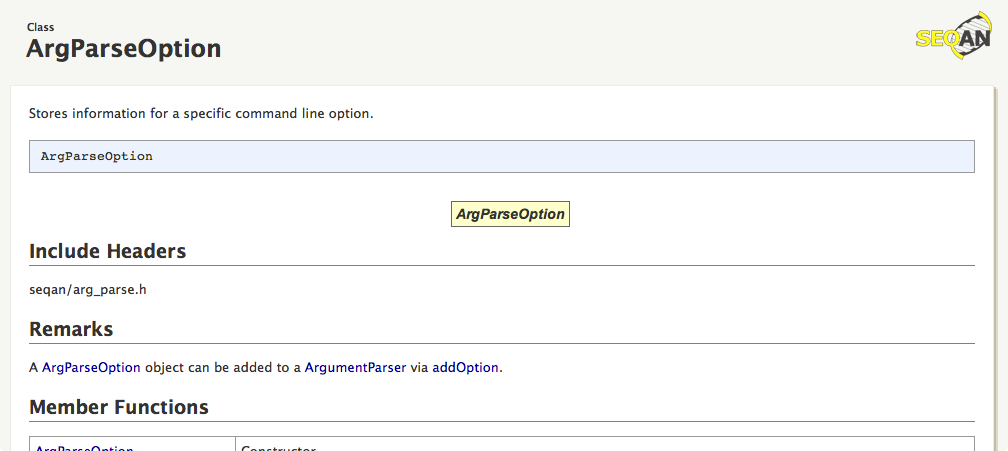 Class
ArgParseOption
SEQAN
Stores information for a specific command line option.
ArgParseOption
ArgParseOption
Include Headers
seqan/arg_parse.h
Remarks
A ArgParseOption object can be added to a ArgumentParser via addOption.
Member Functions
ArgParseOption Constructor